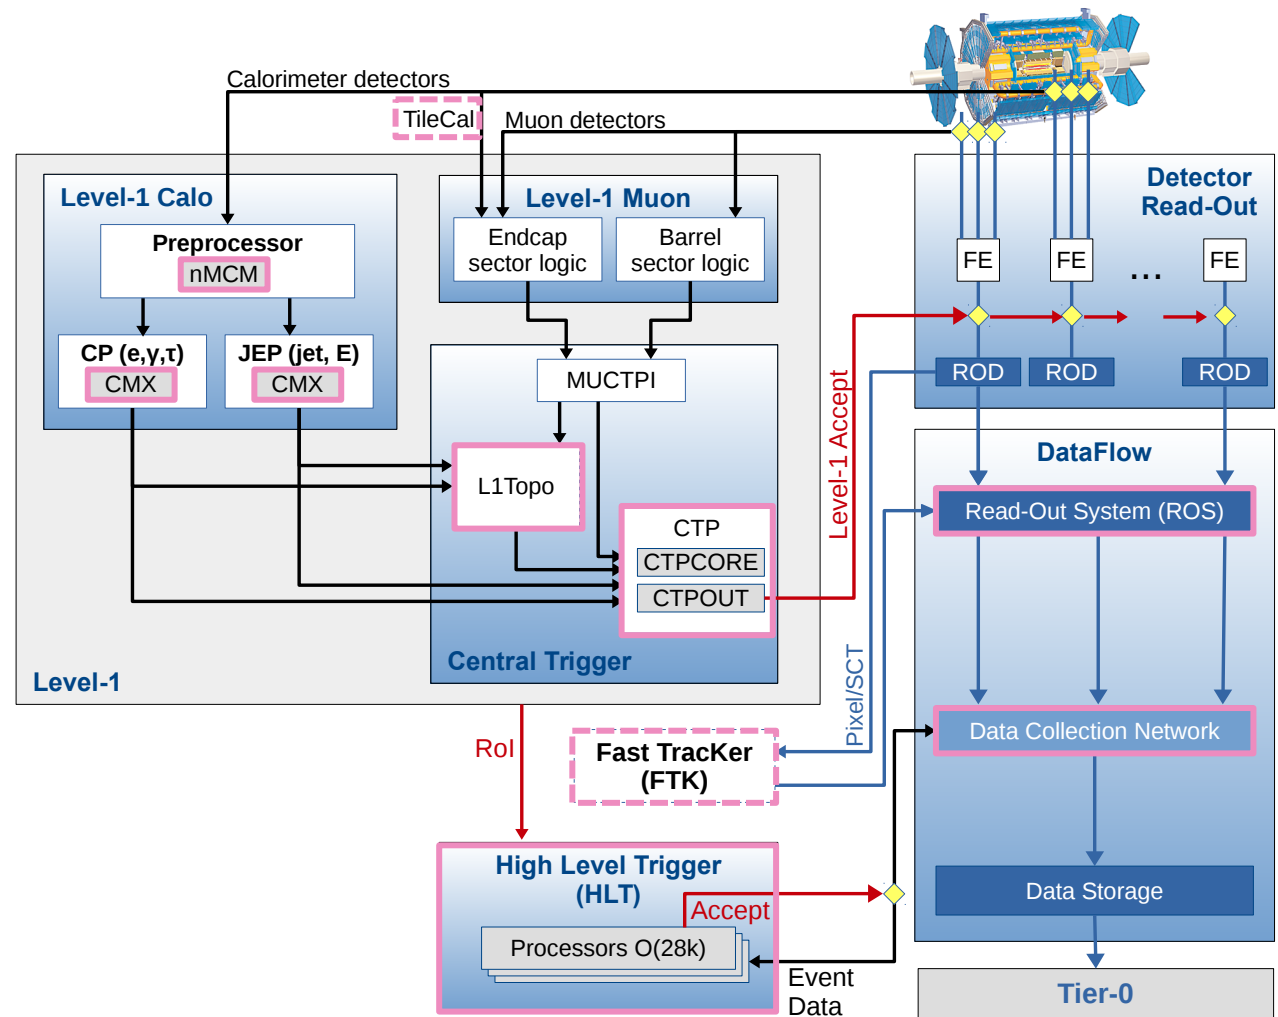 Calorimeter detectors
TileCal
Muon detectors
Level-1 Calo
Preprocessor
nMCM
CP (e,γ,τ)
CMX
JEP (jet, E)
CMX
Level-1 Muon
Endcap
sector logic
Barrel
sector logic
MUCTPI
L1Topo
CTP
CTPCORE
CTPOUT
Central Trigger
Level-1
Level-1 Accept
Detector
Read-Out
FE
FE
...
FE
ROD
ROD
ROD
DataFlow
Read-Out System (ROS)
Data Collection Network
Data Storage
Tier-0
Pixel/SCT
RoI
Fast TracKer
(FTK)
High Level Trigger
(HLT)
Accept
Processors O(28k)
Event
Data